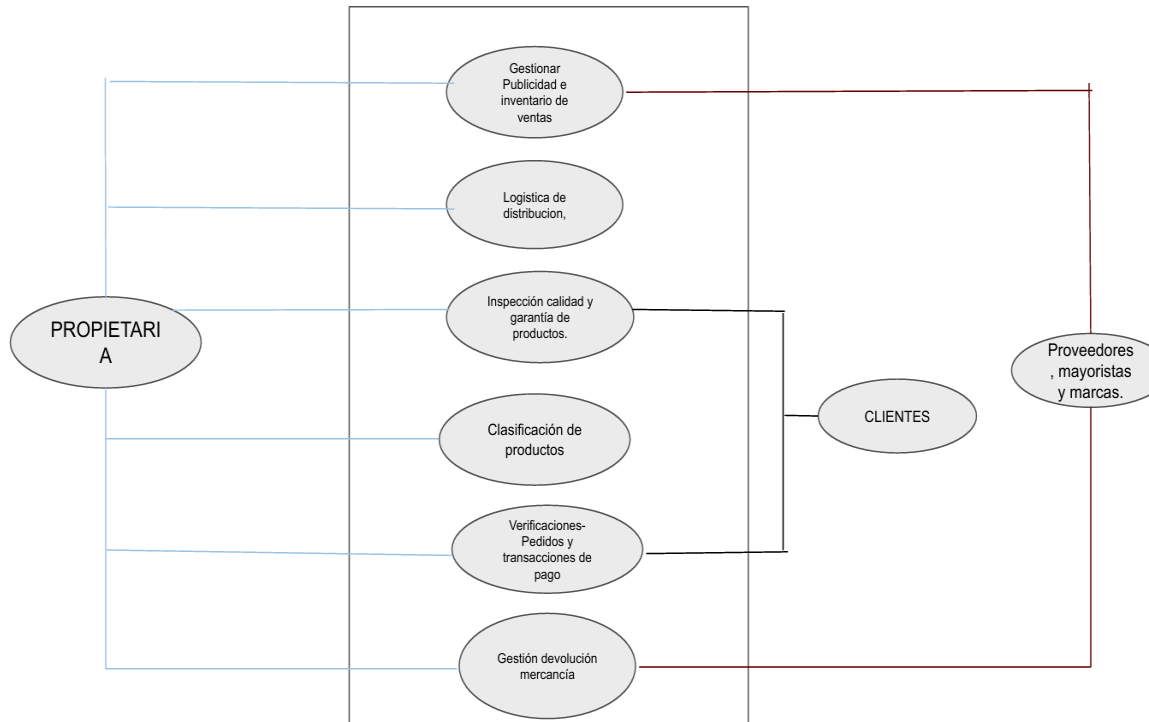 Gestionar
Publicidad e
inventario de
ventas
Logistica de
distribucion,
Inspección calidad y
garantía de
productos.
PROPIETARI
A
Proveedores
, mayoristas
y marcas.
CLIENTES
Clasificación de
productos
Verificaciones-
Pedidos y
transacciones de
pago
Gestión devolución
mercancía